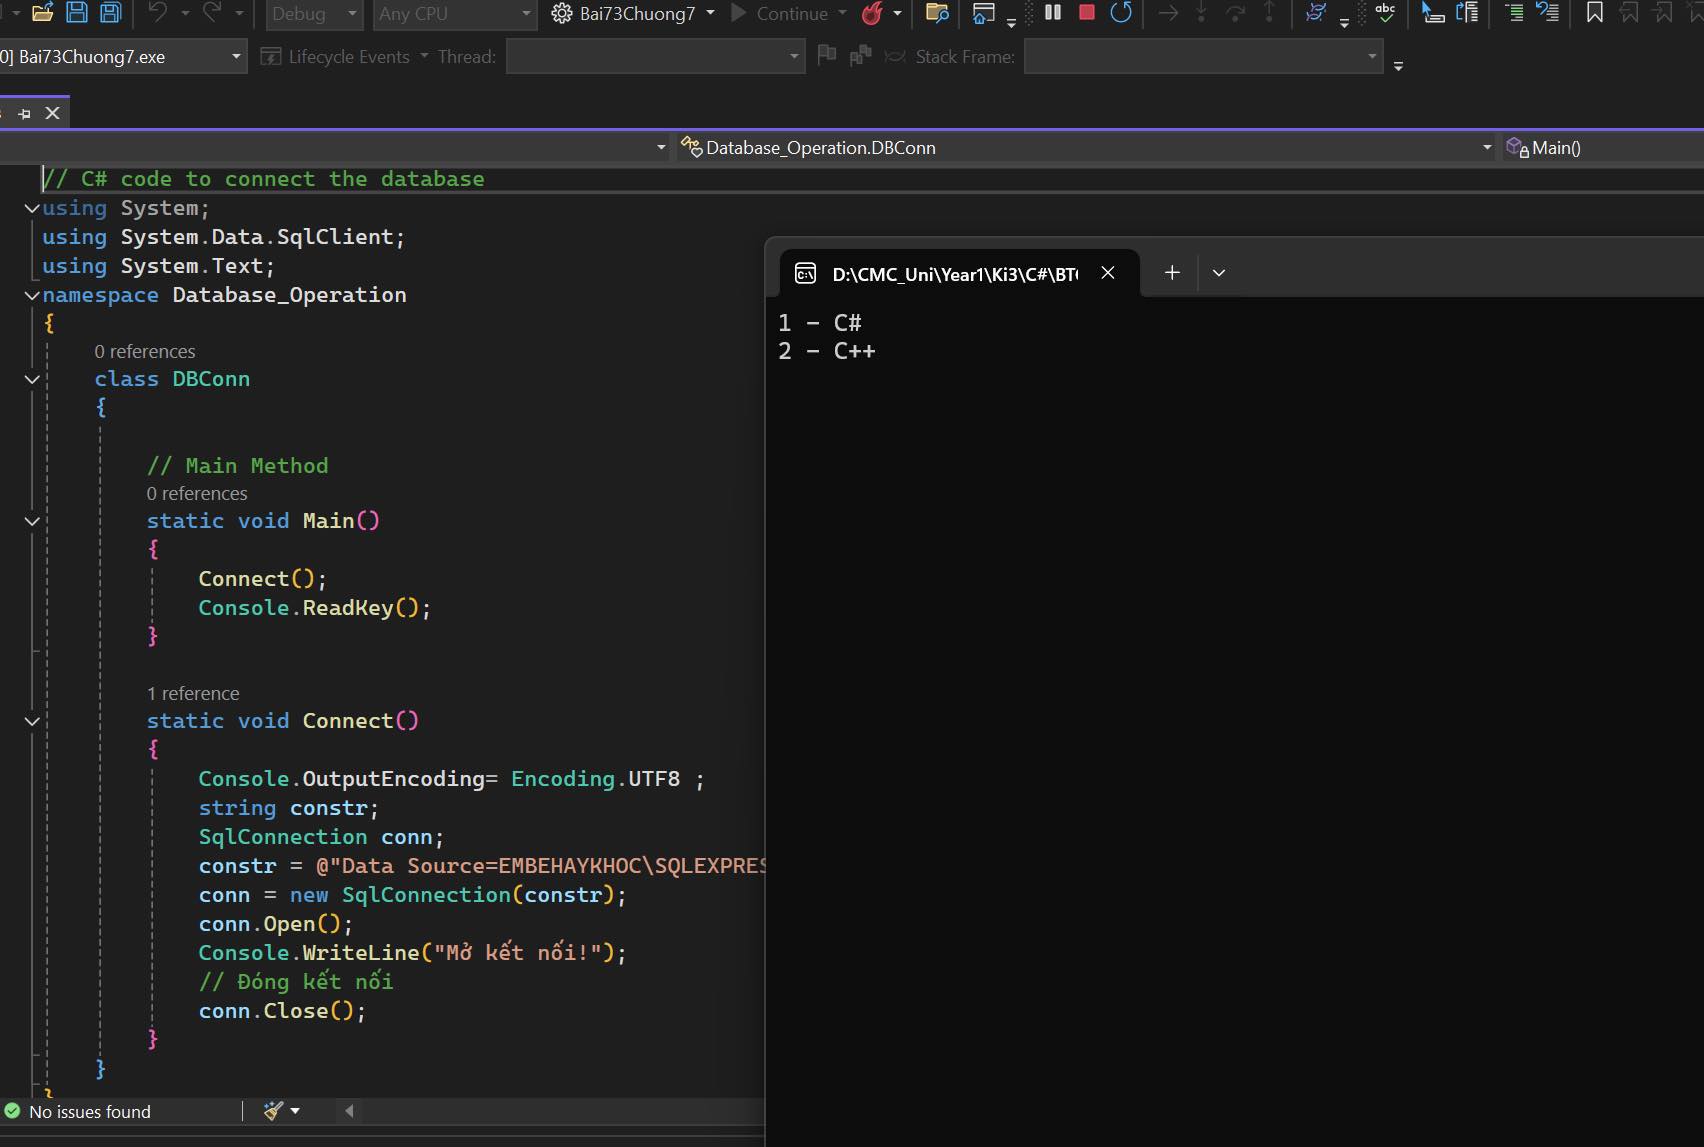 Debug
Any CPU
Bai73Chuong7
Continue
abc
0] Bai73Chuong7.exe
Lifecycle Events
Thread:
Stack Frame:
Database_Operation.DBConn
Main()
// C# code to connect the database
using System;
using System.Data.SqlClient;
using System.Text;
namespace Database_Operation
{
0 references
class DBConn
{
// Main Method
0 references
static void Main()
{
Connect();
Console.ReadKey();
}
1 reference
static void Connect()
{
Console.OutputEncoding= Encoding.UTF8 ;
string constr;
SqlConnection conn;
constr = @"Data Source=EMBEHAYKHOC\SQLEXPRES
conn = new SqlConnection(constr);
conn.Open();
Console.WriteLine("Mở kết nối!");
// Đóng kết nối
conn.Close();
}
}
}
No issues found
D:\CMC_Uni\Year1\Ki3\C#\BT
1 - C#
2 - C++